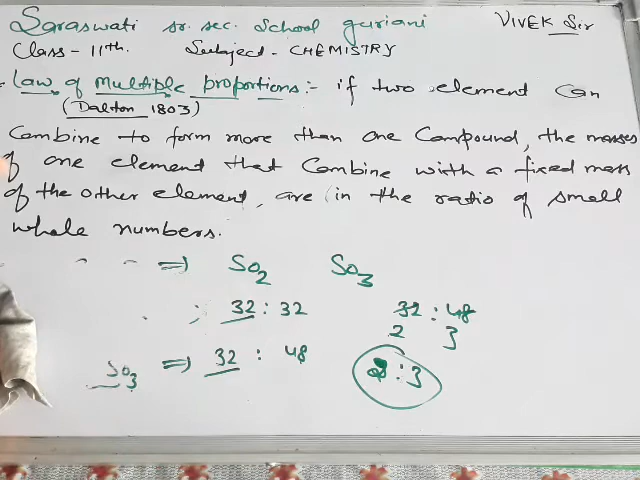 Saraswati sr. sec. School guriani VIVEK Sir
Class - 11th. Subject - CHEMISTRY
Law of Multiple proportions :- if two element can
(Dalton 1803)
Combine to form more than one Compound, the masses
of one element that Combine with a fixed mass
of the other element, are in the ratio of small
whole numbers.
⇒ SO2 SO3
; 32 : 32 32 : 48
2 3
SO3 ⇒ 32 : 48 2 : 3